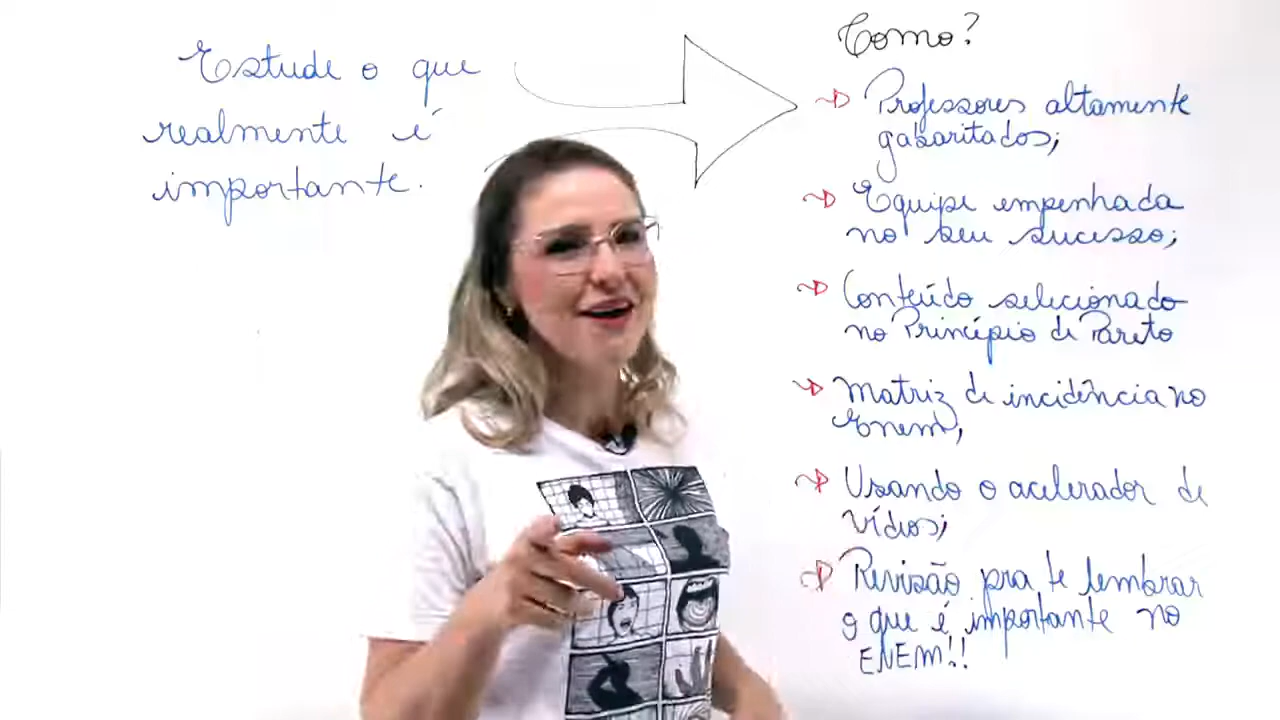 Estude o que
realmente é
importante.
Como?
Professores altamente
gabaritados;
Equipe empenhada
no seu sucesso;
Conteúdo selecionado
no Princípio de Pareto
Matriz de incidência no
Enem;
Usando o acelerador de
vídeos;
Revisão pra te lembrar
o que é importante no
ENEM!!